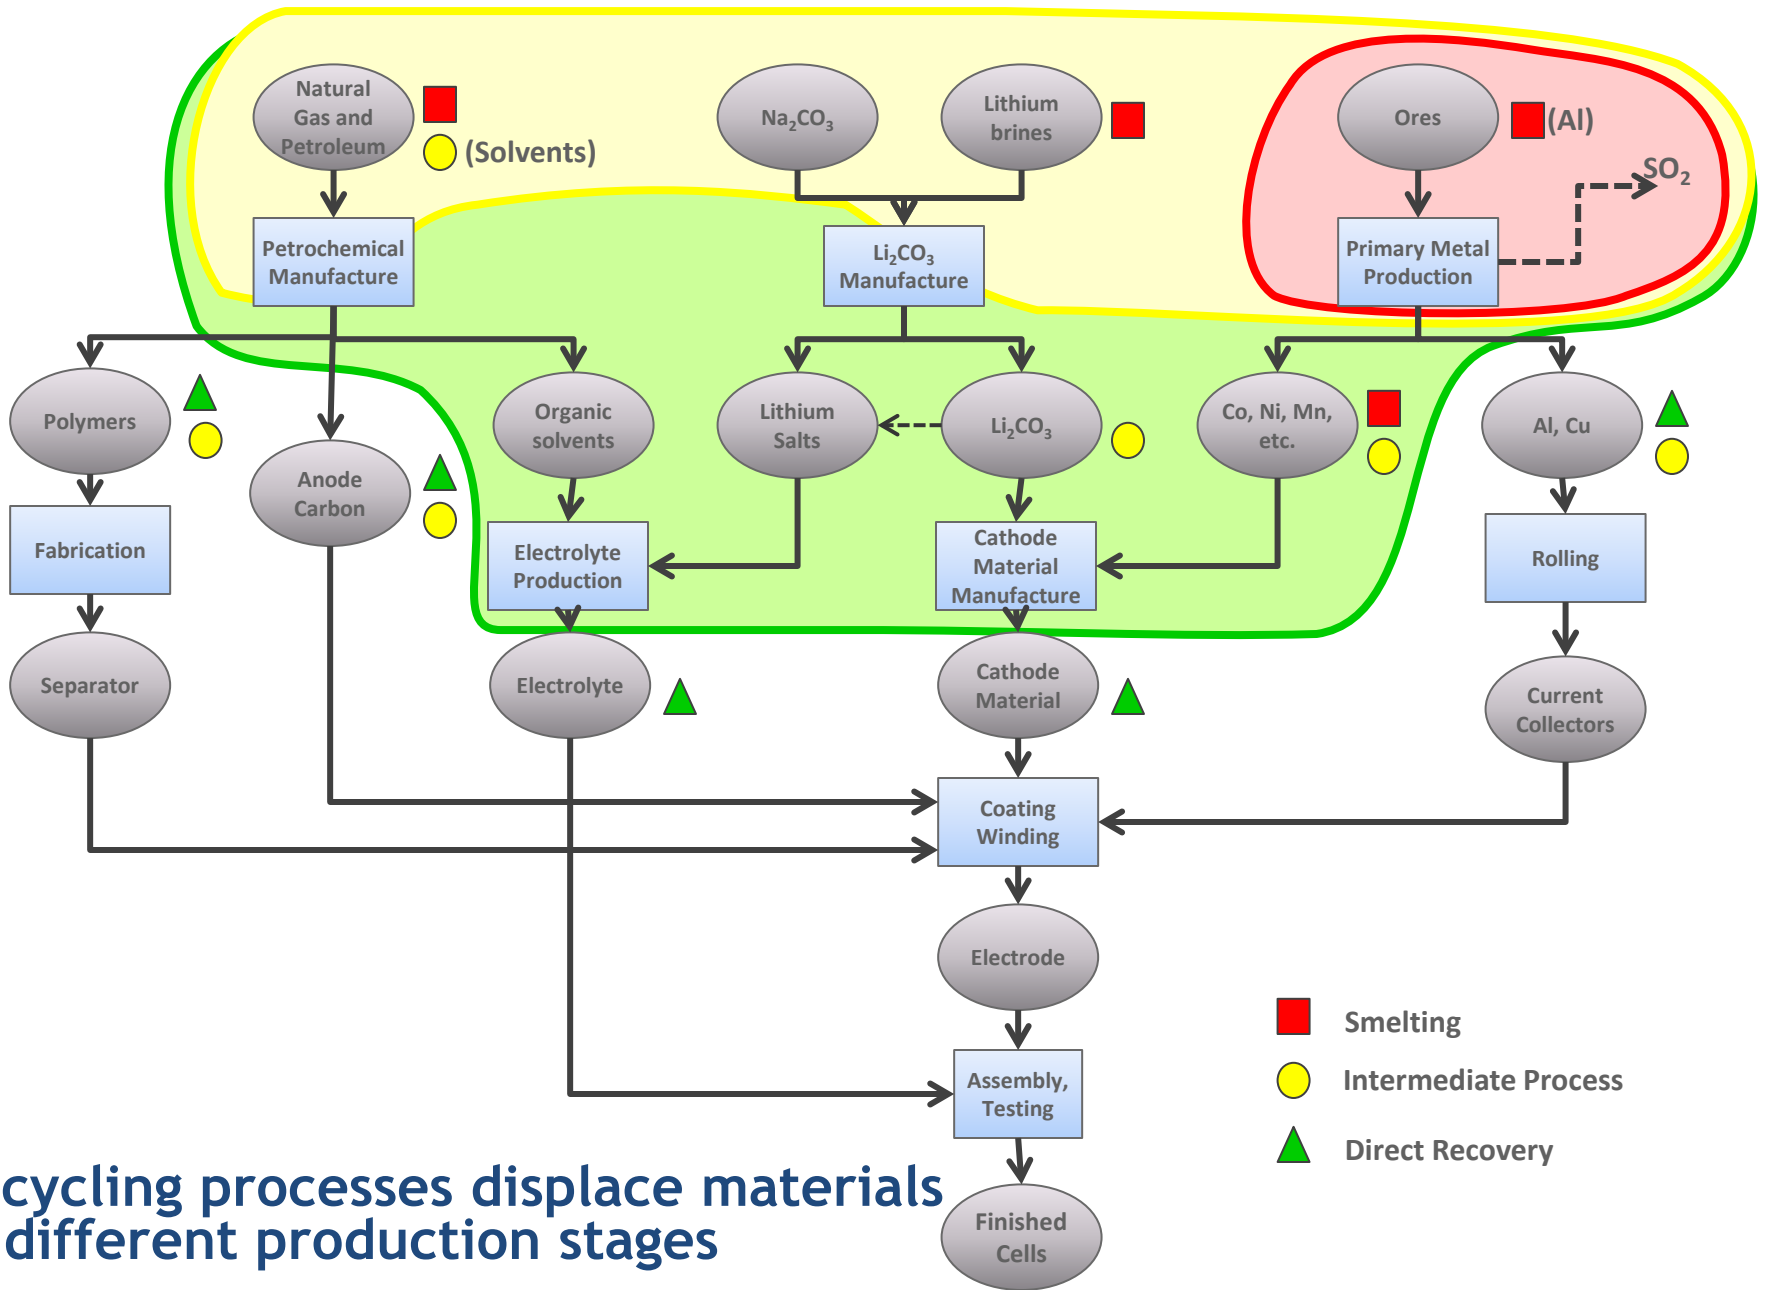 Natural
Gas and
Petroleum
(Solvents)
Na₂CO₃
Lithium
brines
Ores
(Al)
SO₂
Petrochemical
Manufacture
Li₂CO₃
Manufacture
Primary Metal
Production
Polymers
Anode
Carbon
Organic
solvents
Lithium
Salts
Li₂CO₃
Co, Ni, Mn,
etc.
Al, Cu
Fabrication
Electrolyte
Production
Cathode
Material
Manufacture
Rolling
Separator
Electrolyte
Cathode
Material
Current
Collectors
Coating
Winding
Electrode
Assembly,
Testing
Finished
Cells
Smelting
Intermediate Process
Direct Recovery
cycling processes displace materials
different production stages